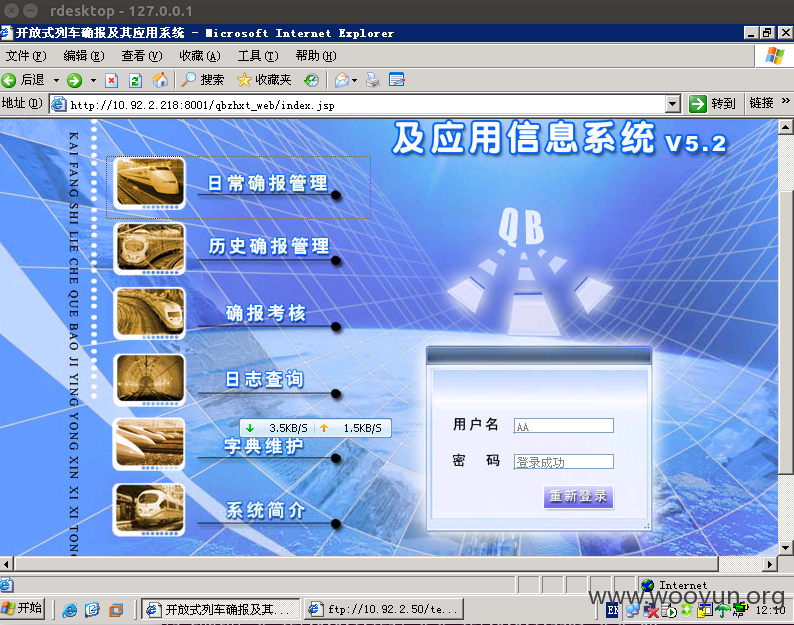 rdesktop - 127.0.0.1
开放式列车确报及其应用系统 - Microsoft Internet Explorer
文件(F) 编辑(E) 查看(V) 收藏(A) 工具(T) 帮助(H)
后退 搜索 收藏夹
地址(D) http://10.92.2.218:8001/qbzhxt_web/index.jsp 转到 链接 »
及应用信息系统 V5.2
KAI FANG SHI LIE CHE QUE BAO JI YING YONG XIN XI XI TONG
日常确报管理
QB
历史确报管理
确报考核
日志查询
3.5KB/S 1.5KB/S
用户名 AA
字典维护
密 码 登录成功
重新登录
系统简介
Internet
www.wooyun.org
开始 开放式列车确报及其... ftp://10.92.2.50/te... EN 12:10